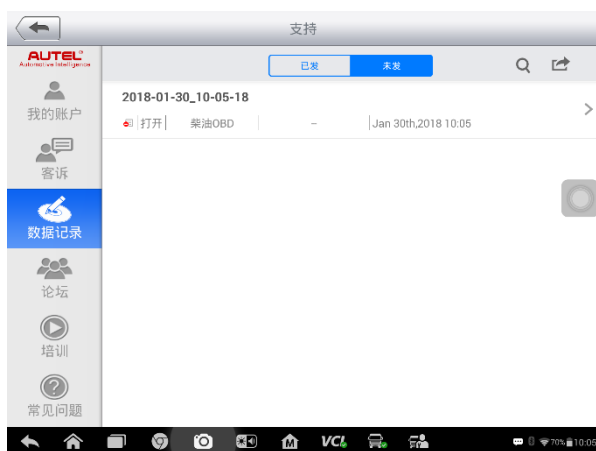 支持
AUTEL®
Automotive Intelligence
已发 未发
我的账户
2018-01-30_10-05-18
打开 柴油OBD – Jan 30th,2018 10:05
客诉
数据记录
论坛
培训
常见问题
M VCI 70% 10:05